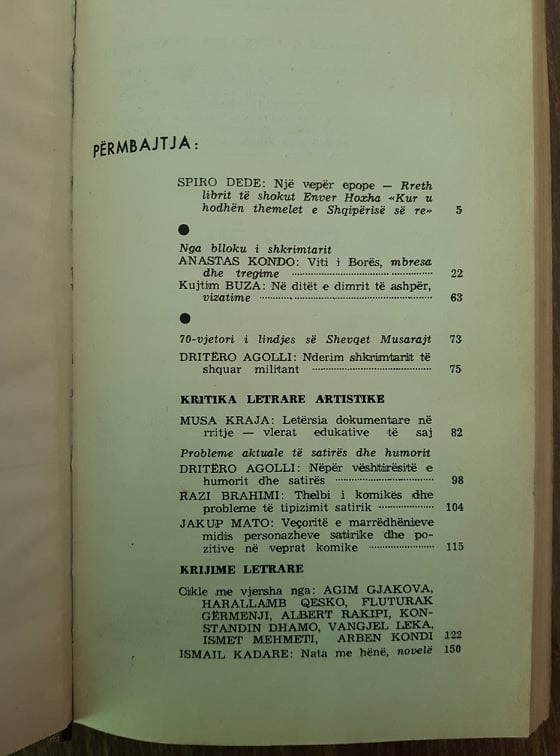 PËRMBAJTJA:
SPIRO DEDE: Një vepër epope — Rreth
librit të shokut Enver Hoxha «Kur u
hodhën themelet e Shqipërisë së re» 5
●
Nga blloku i shkrimtarit
ANASTAS KONDO: Viti i Borës, mbresa
dhe tregime 22
Kujtim BUZA: Në ditët e dimrit të ashpër,
vizatime 63
●
70-vjetori i lindjes së Shevqet Musarajt 73
DRITËRO AGOLLI: Nderim shkrimtarit të
shquar militant 75
KRITIKA LETRARE ARTISTIKE
MUSA KRAJA: Letërsia dokumentare në
rritje — vlerat edukative të saj 82
Probleme aktuale të satirës dhe humorit
DRITËRO AGOLLI: Nëpër vështirësitë e
humorit dhe satirës 98
RAZI BRAHIMI: Thelbi i komikës dhe
probleme të tipizimit satirik 104
JAKUP MATO: Veçoritë e marrëdhënieve
midis personazheve satirike dhe po-
zitive në veprat komike 115
KRIJIME LETRARE
Cikle me vjersha nga: AGIM GJAKOVA,
HARALLAMB QESKO, FLUTURAK
GËRMENJI, ALBERT RAKIPI, KON-
STANDIN DHAMO, VANGJEL LEKA,
ISMET MEHMETI, ARBEN KONDI 122
ISMAIL KADARE: Nata me hënë, novelë 150